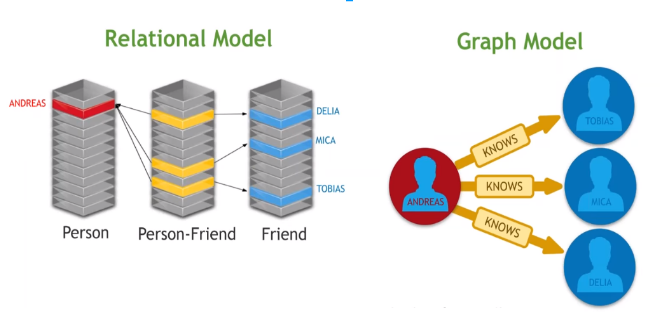 Relational Model
ANDREAS
DELIA
MICA
TOBIAS
Person
Person-Friend
Friend
Graph Model
KNOWS
KNOWS
KNOWS
ANDREAS
TOBIAS
MICA
DELIA